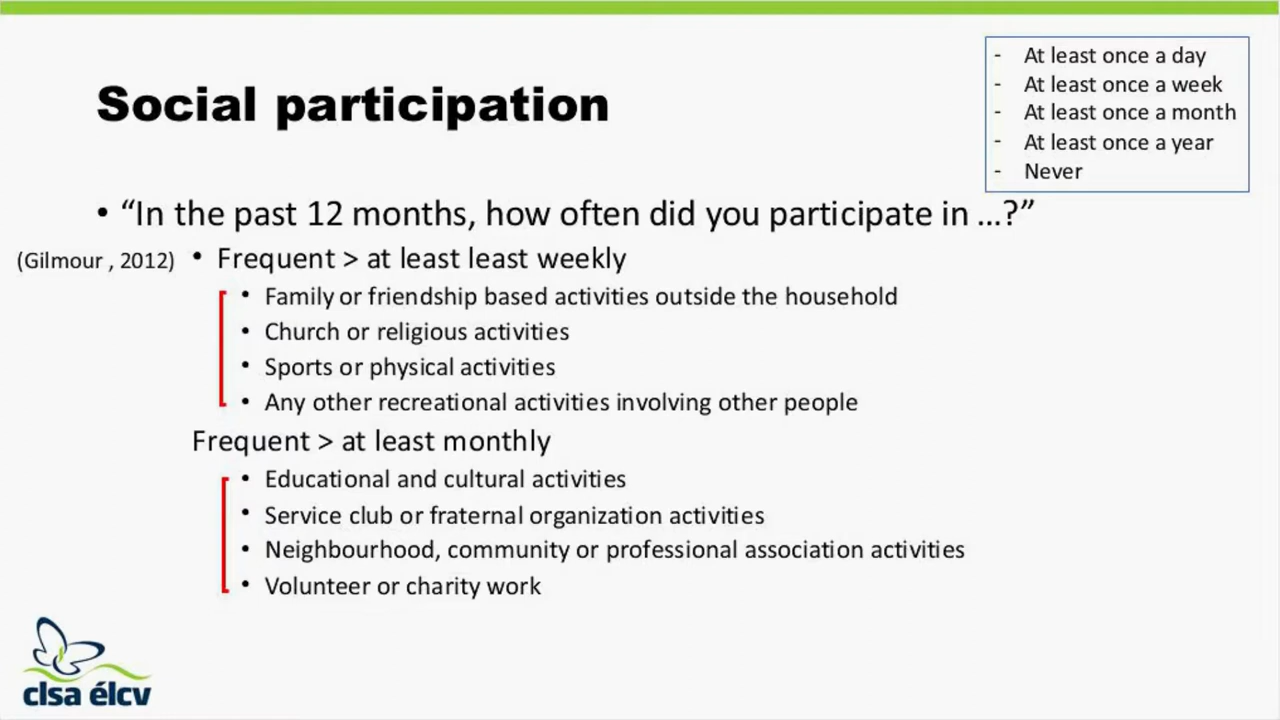 - At least once a day
- At least once a week
- At least once a month
- At least once a year
- Never
Social participation
• “In the past 12 months, how often did you participate in ...?”
(Gilmour , 2012) • Frequent > at least least weekly
• Family or friendship based activities outside the household
• Church or religious activities
• Sports or physical activities
• Any other recreational activities involving other people
Frequent > at least monthly
• Educational and cultural activities
• Service club or fraternal organization activities
• Neighbourhood, community or professional association activities
• Volunteer or charity work
clsa élcv